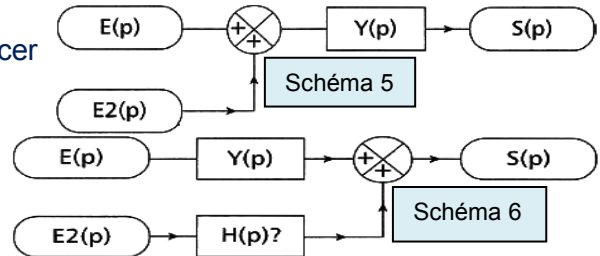 E(p) + + Y(p) S(p)
cer
Schéma 5
E2(p)
E(p) Y(p) + + S(p)
Schéma 6
E2(p) H(p)?